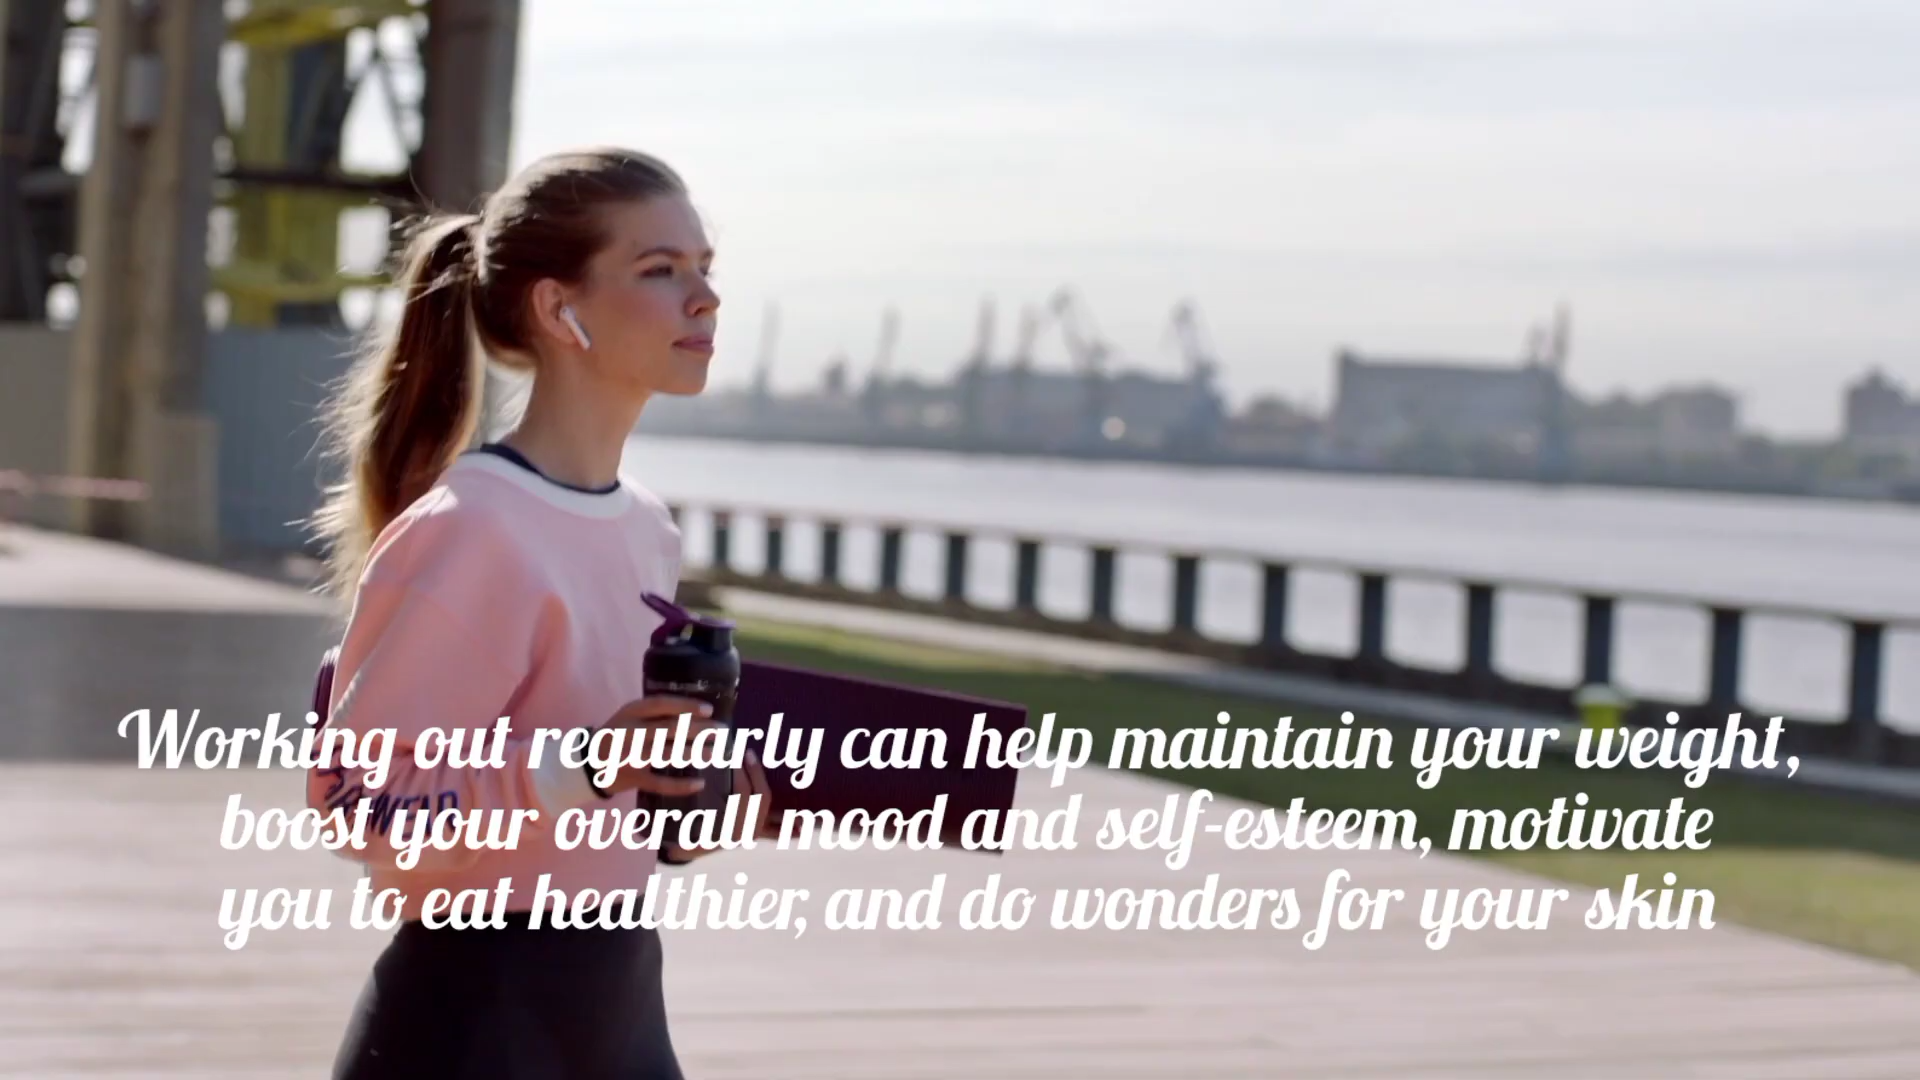 Working out regularly can help maintain your weight,
boost your overall mood and self-esteem, motivate
you to eat healthier, and do wonders for your skin